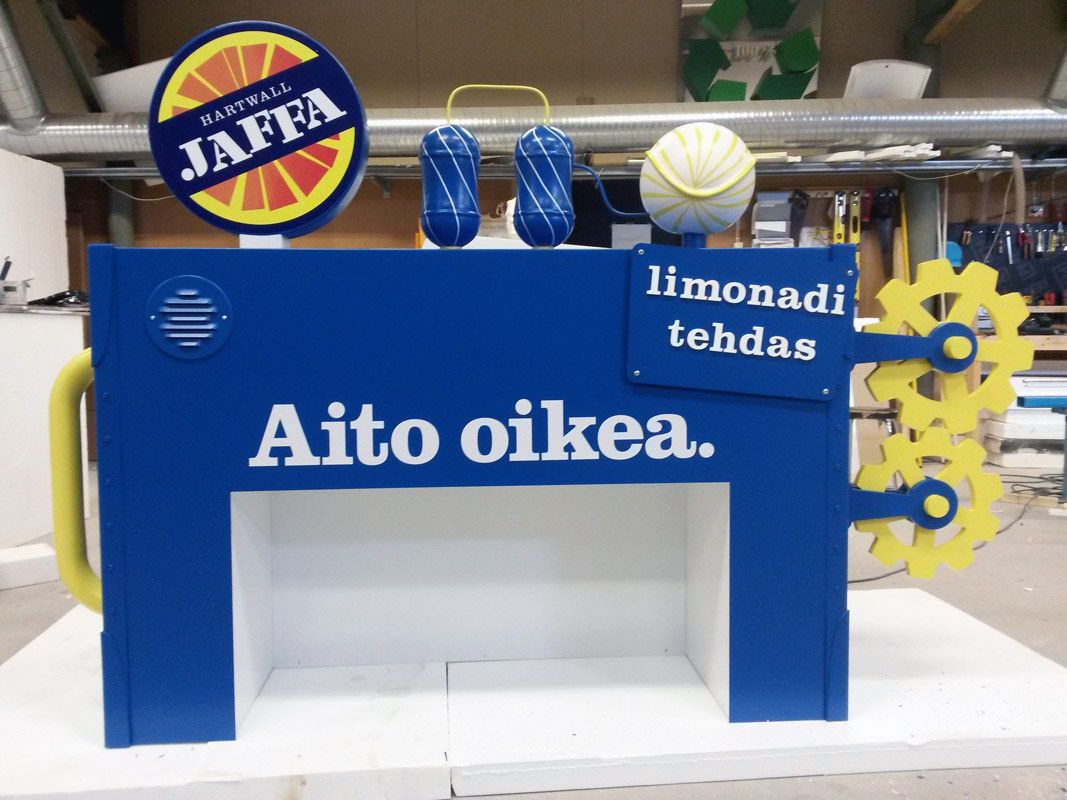 HARTWALL
JAFFA
limonadi
tehdas
Aito oikea.